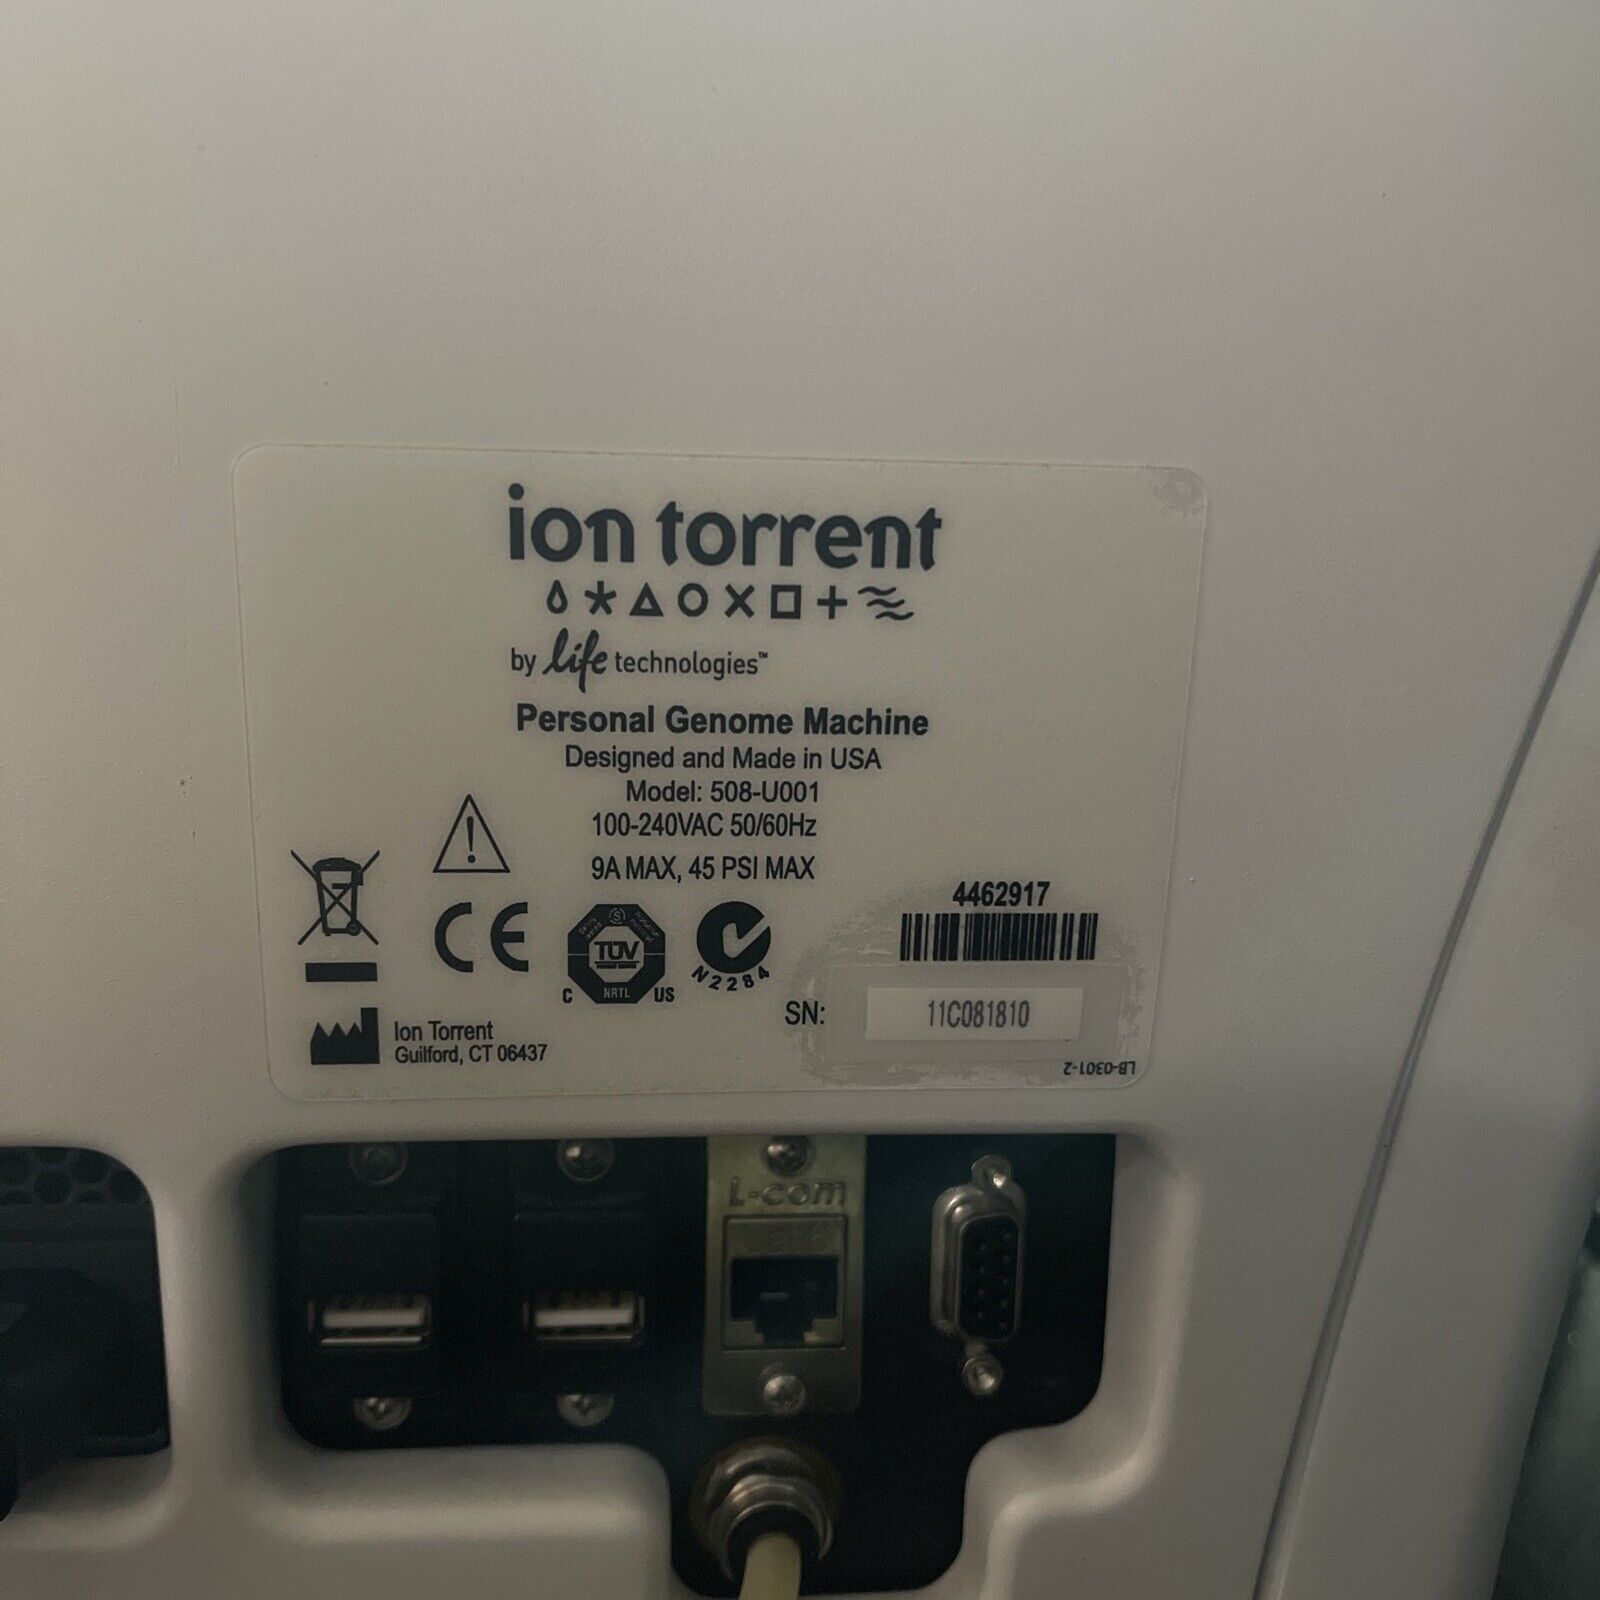 ion torrent
by life technologies™
Personal Genome Machine
Designed and Made in USA
Model: 508-U001
100-240VAC 50/60Hz
9A MAX, 45 PSI MAX
4462917
CE
TÜV
NRTL
C US
N2284
SN: 11C081810
Ion Torrent
Guilford, CT 06437
LB-0301-2
L-com